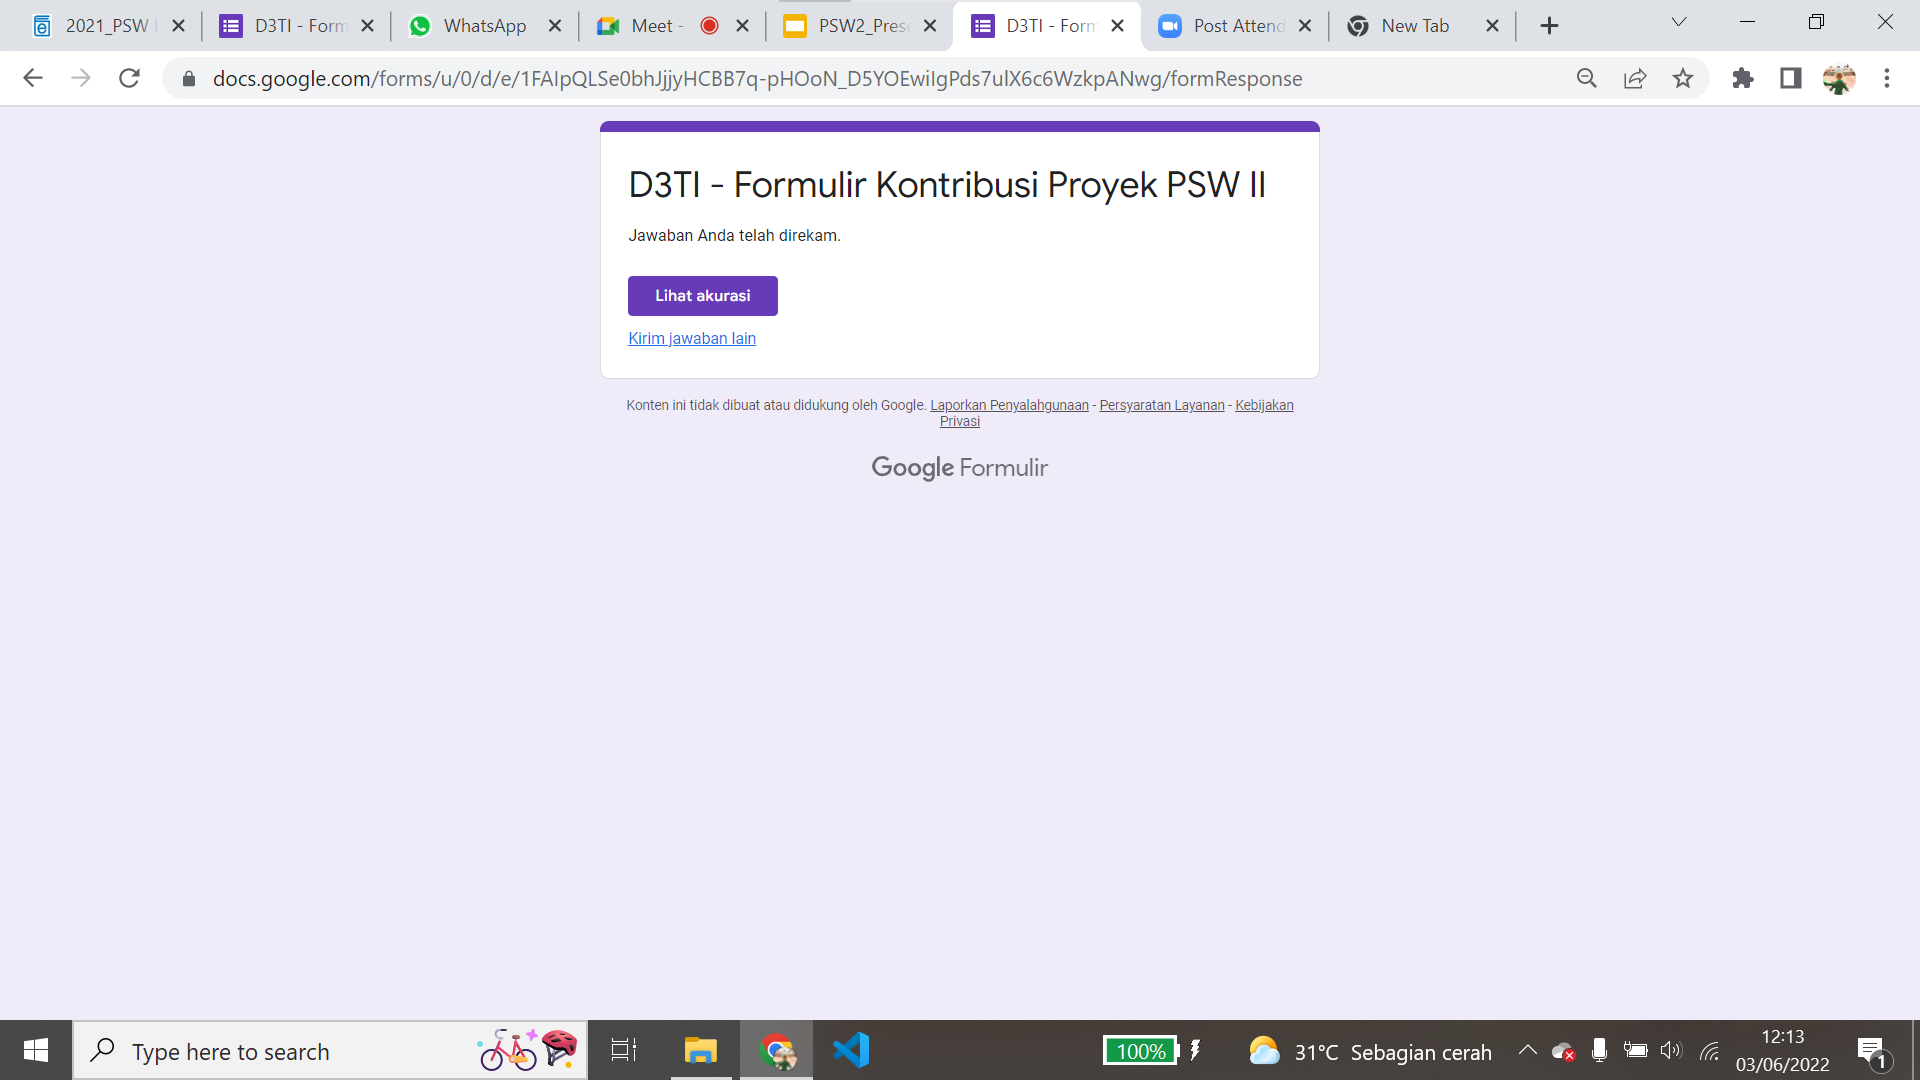 2021_PSW I
D3TI - Form
WhatsApp
Meet -
PSW2_Prese
D3TI - Form
Post Attend
New Tab
docs.google.com/forms/u/0/d/e/1FAIpQLSe0bhJjjyHCBB7q-pHOoN_D5YOEwiIgPds7ulX6c6WzkpANwg/formResponse
D3TI - Formulir Kontribusi Proyek PSW II
Jawaban Anda telah direkam.
Lihat akurasi
Kirim jawaban lain
Konten ini tidak dibuat atau didukung oleh Google. Laporkan Penyalahgunaan - Persyaratan Layanan - Kebijakan
Privasi
Google Formulir
Type here to search
100%
31°C Sebagian cerah
12:13
03/06/2022
1